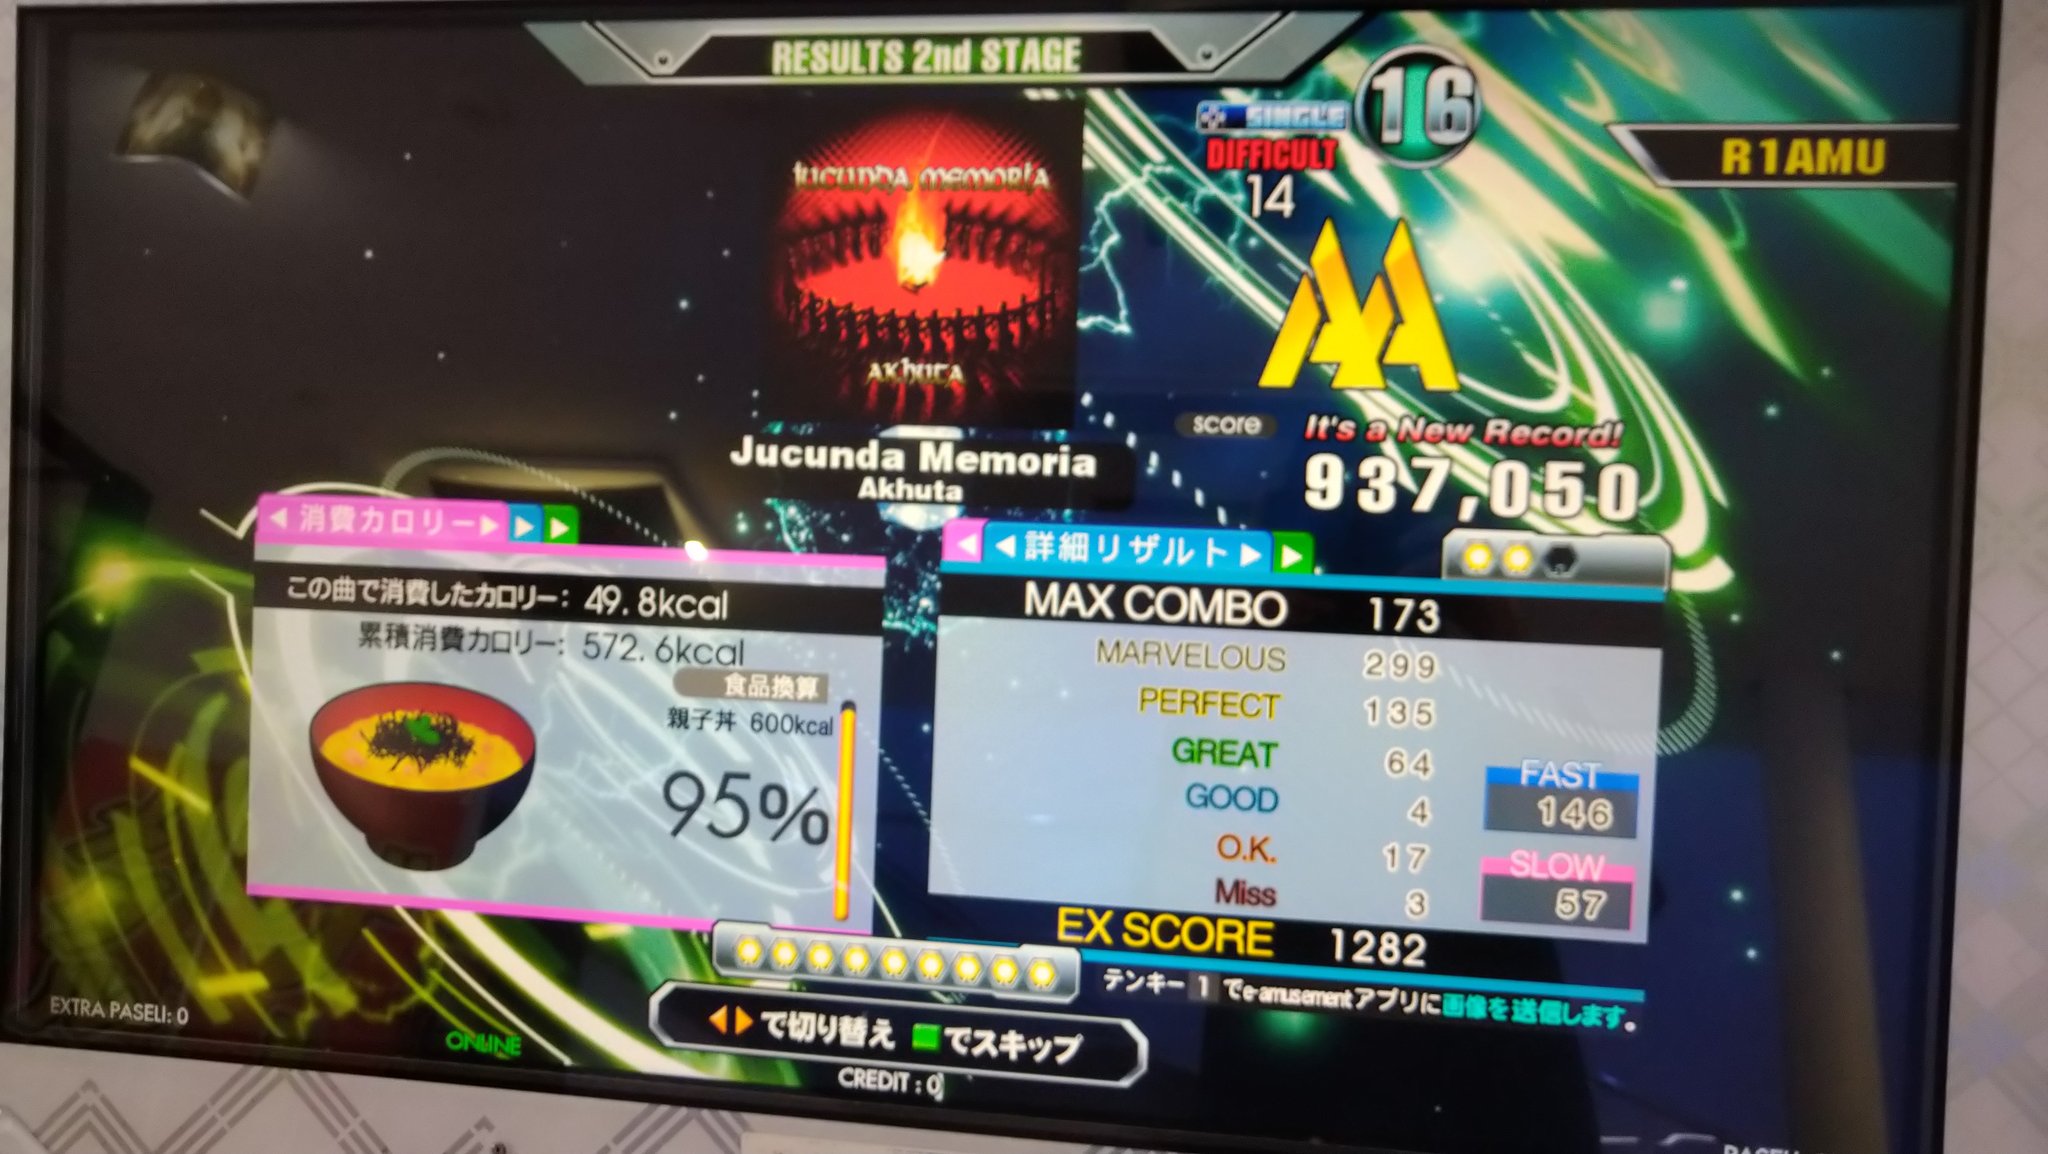 RESULTS 2nd STAGE
SINGLE
16
DIFFICULT
14
R1AMU
Jucunda Memoria
Akhuta
AA
score
It's a New Record!
937,050
Jucunda Memoria
Akhuta
消費カロリー
この曲で消費したカロリー: 49.8kcal
累積消費カロリー: 572.6kcal
食品換算
親子丼 600kcal
95%
詳細リザルト
MAX COMBO 173
MARVELOUS 299
PERFECT 135
GREAT 64
GOOD 4
O.K. 17
Miss 3
FAST
146
SLOW
57
EX SCORE 1282
テンキー 1 でe-amusementアプリに画像を送信します。
で切り替え でスキップ
EXTRA PASELI: 0
ONLINE
CREDIT : 0